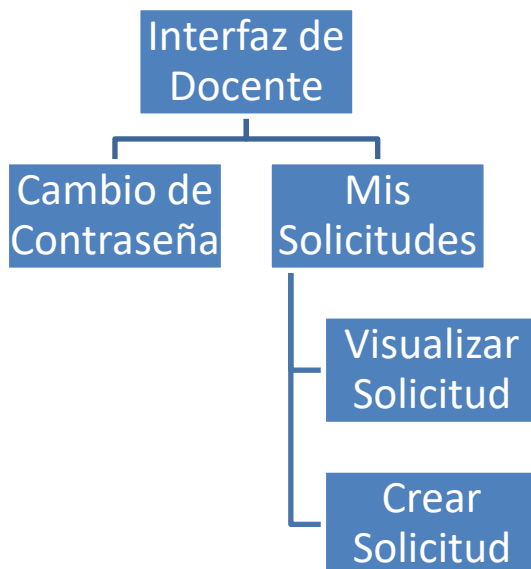 Interfaz de
Docente
Cambio de
Contraseña
Mis
Solicitudes
Visualizar
Solicitud
Crear
Solicitud